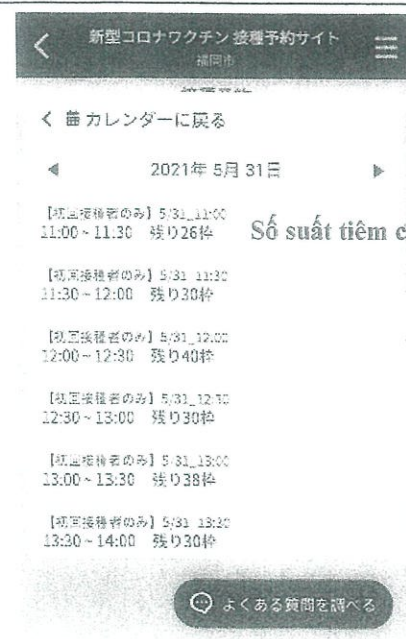 新型コロナワクチン 接種予約サイト
福岡市
カレンダーに戻る
2021年 5月 31日
【初回接種者のみ】5/31_11:00
11:00~11:30 残り26枠
Số suất tiêm c
【初回接種者のみ】5/31_11:30
11:30~12:00 残り30枠
【初回接種者のみ】5/31_12:00
12:00~12:30 残り40枠
【初回接種者のみ】5/31_12:30
12:30~13:00 残り30枠
【初回接種者のみ】5/31_13:00
13:00~13:30 残り38枠
【初回接種者のみ】5/31_13:30
13:30~14:00 残り30枠
よくある質問を調べる